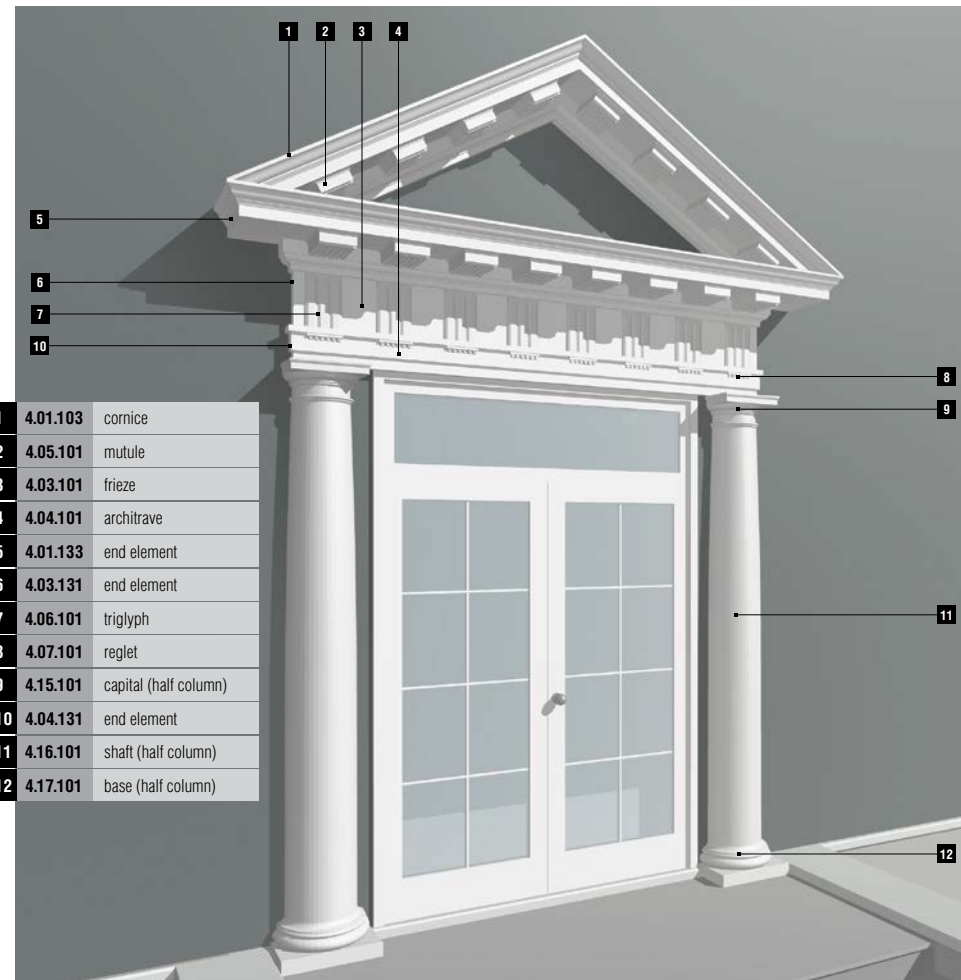 1 2 3 4
5
6
7
10
8
9
11
12
1 4.01.103 cornice
2 4.05.101 mutule
3 4.03.101 frieze
4 4.04.101 architrave
5 4.01.133 end element
6 4.03.131 end element
7 4.06.101 triglyph
8 4.07.101 reglet
9 4.15.101 capital (half column)
10 4.04.131 end element
11 4.16.101 shaft (half column)
12 4.17.101 base (half column)